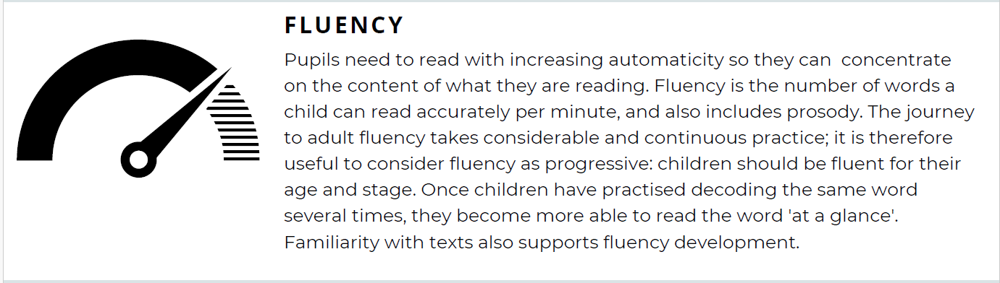 FLUENCY
Pupils need to read with increasing automaticity so they can  concentrate
on the content of what they are reading. Fluency is the number of words a
child can read accurately per minute, and also includes prosody. The journey
to adult fluency takes considerable and continuous practice; it is therefore
useful to consider fluency as progressive: children should be fluent for their
age and stage. Once children have practised decoding the same word
several times, they become more able to read the word 'at a glance'.
Familiarity with texts also supports fluency development.